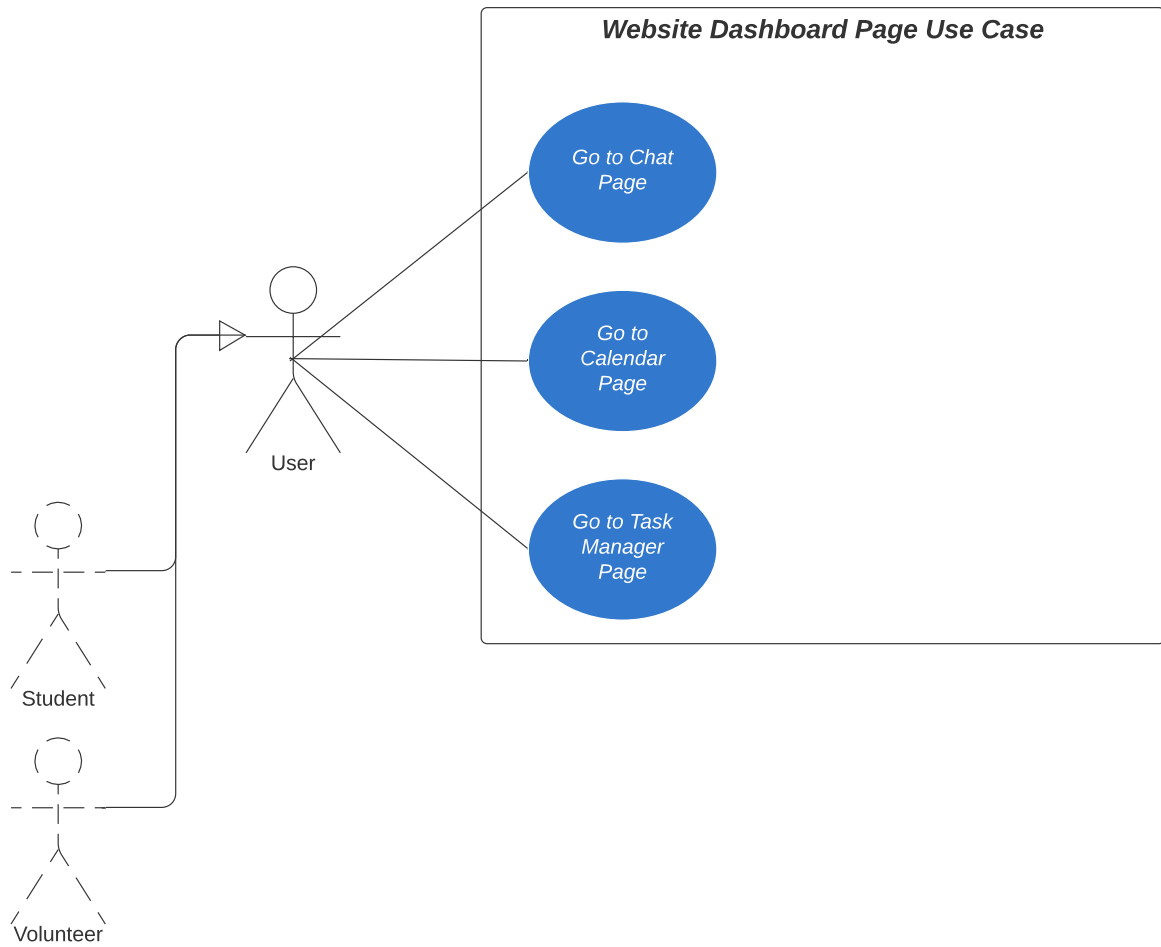 Website Dashboard Page Use Case
Go to Chat
Page
Go to
Calendar
Page
User
Go to Task
Manager
Page
Student
Volunteer